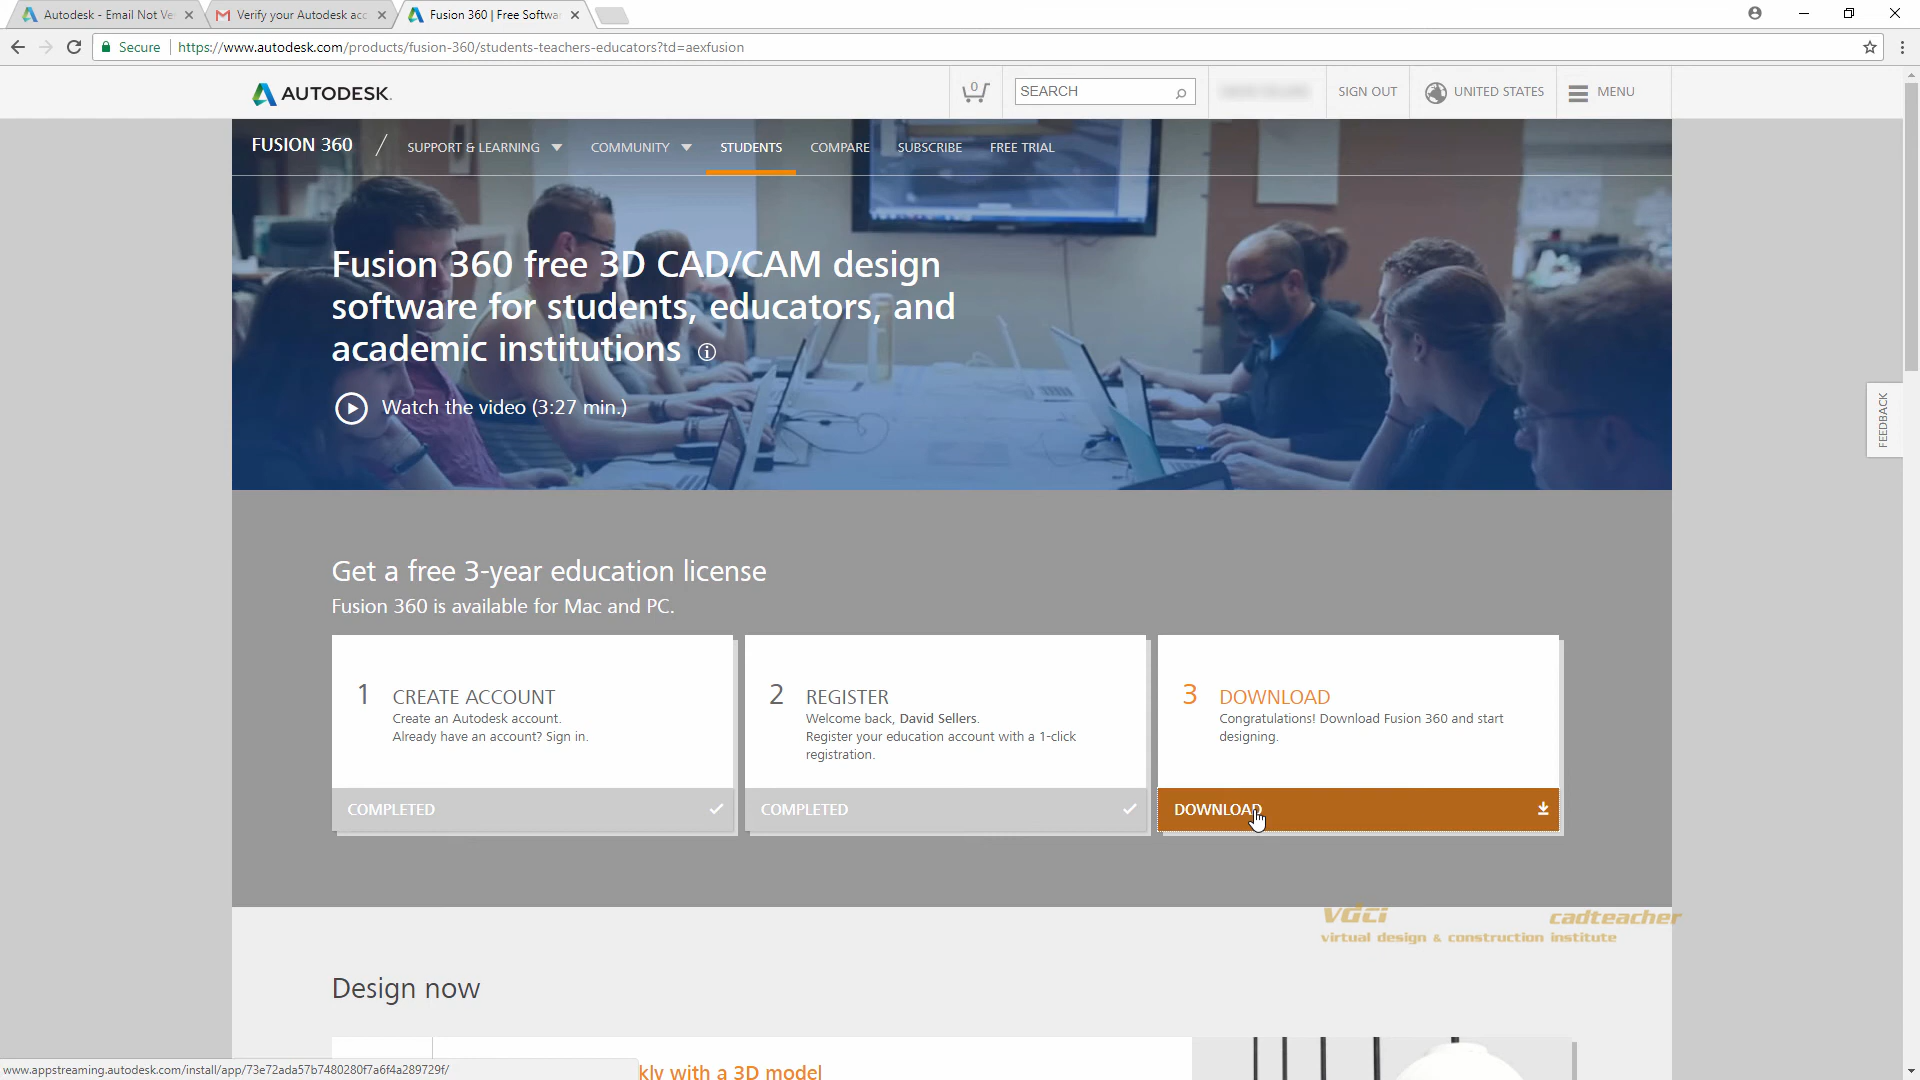 Autodesk - Email Not Ve
Verify your Autodesk acc
Fusion 360 | Free Softwa
Secure
https://www.autodesk.com/products/fusion-360/students-teachers-educators?td=aexfusion
AUTODESK.
0
SEARCH
SIGN OUT
UNITED STATES
MENU
FUSION 360
SUPPORT & LEARNING
COMMUNITY
STUDENTS
COMPARE
SUBSCRIBE
FREE TRIAL
Fusion 360 free 3D CAD/CAM design
software for students, educators, and
academic institutions
Watch the video (3:27 min.)
FEEDBACK
Get a free 3-year education license
Fusion 360 is available for Mac and PC.
1 CREATE ACCOUNT
Create an Autodesk account.
Already have an account? Sign in.
COMPLETED
2 REGISTER
Welcome back, David Sellers.
Register your education account with a 1-click
registration.
COMPLETED
3 DOWNLOAD
Congratulations! Download Fusion 360 and start
designing.
DOWNLOAD
vdci cadteacher
virtual design & construction institute
Design now
kly with a 3D model
www.appstreaming.autodesk.com/install/app/73e72ada57b7480280f7a6f4a289729f/